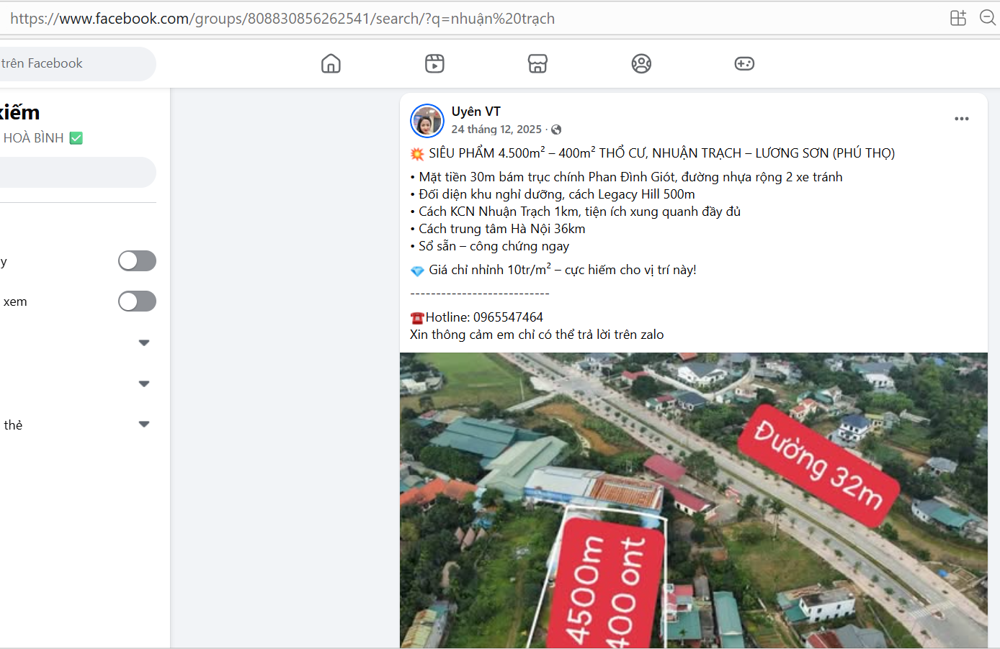 https://www.facebook.com/groups/808830856262541/search/?q=nhuận%20trạch
trên Facebook
kiếm
HOÀ BÌNH ✅
y
xem
thẻ
Uyên VT
24 tháng 12, 2025 ·
💥 SIÊU PHẨM 4.500m² – 400m² THỔ CƯ, NHUẬN TRẠCH – LƯƠNG SƠN (PHÚ THỌ)
• Mặt tiền 30m bám trục chính Phan Đình Giót, đường nhựa rộng 2 xe tránh
• Đối diện khu nghỉ dưỡng, cách Legacy Hill 500m
• Cách KCN Nhuận Trạch 1km, tiện ích xung quanh đầy đủ
• Cách trung tâm Hà Nội 36km
• Sổ sẵn – công chứng ngay
💎 Giá chỉ nhỉnh 10tr/m² – cực hiếm cho vị trí này!
---------------------------
☎️Hotline: 0965547464
Xin thông cảm em chỉ có thể trả lời trên zalo
Đường 32m
4500m
400 ont